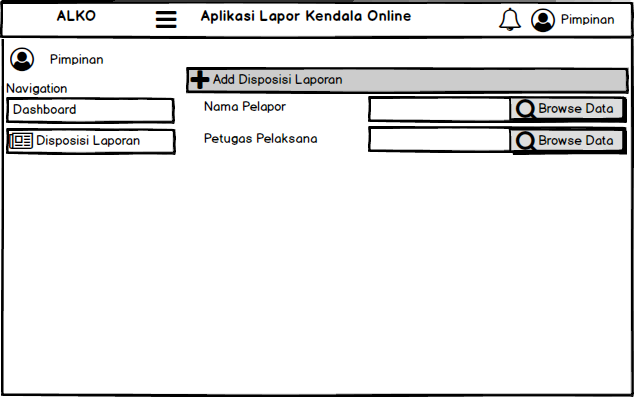 ALKO
Aplikasi Lapor Kendala Online
Pimpinan
Pimpinan
Navigation
Dashboard
Disposisi Laporan
Add Disposisi Laporan
Nama Pelapor
Browse Data
Petugas Pelaksana
Browse Data